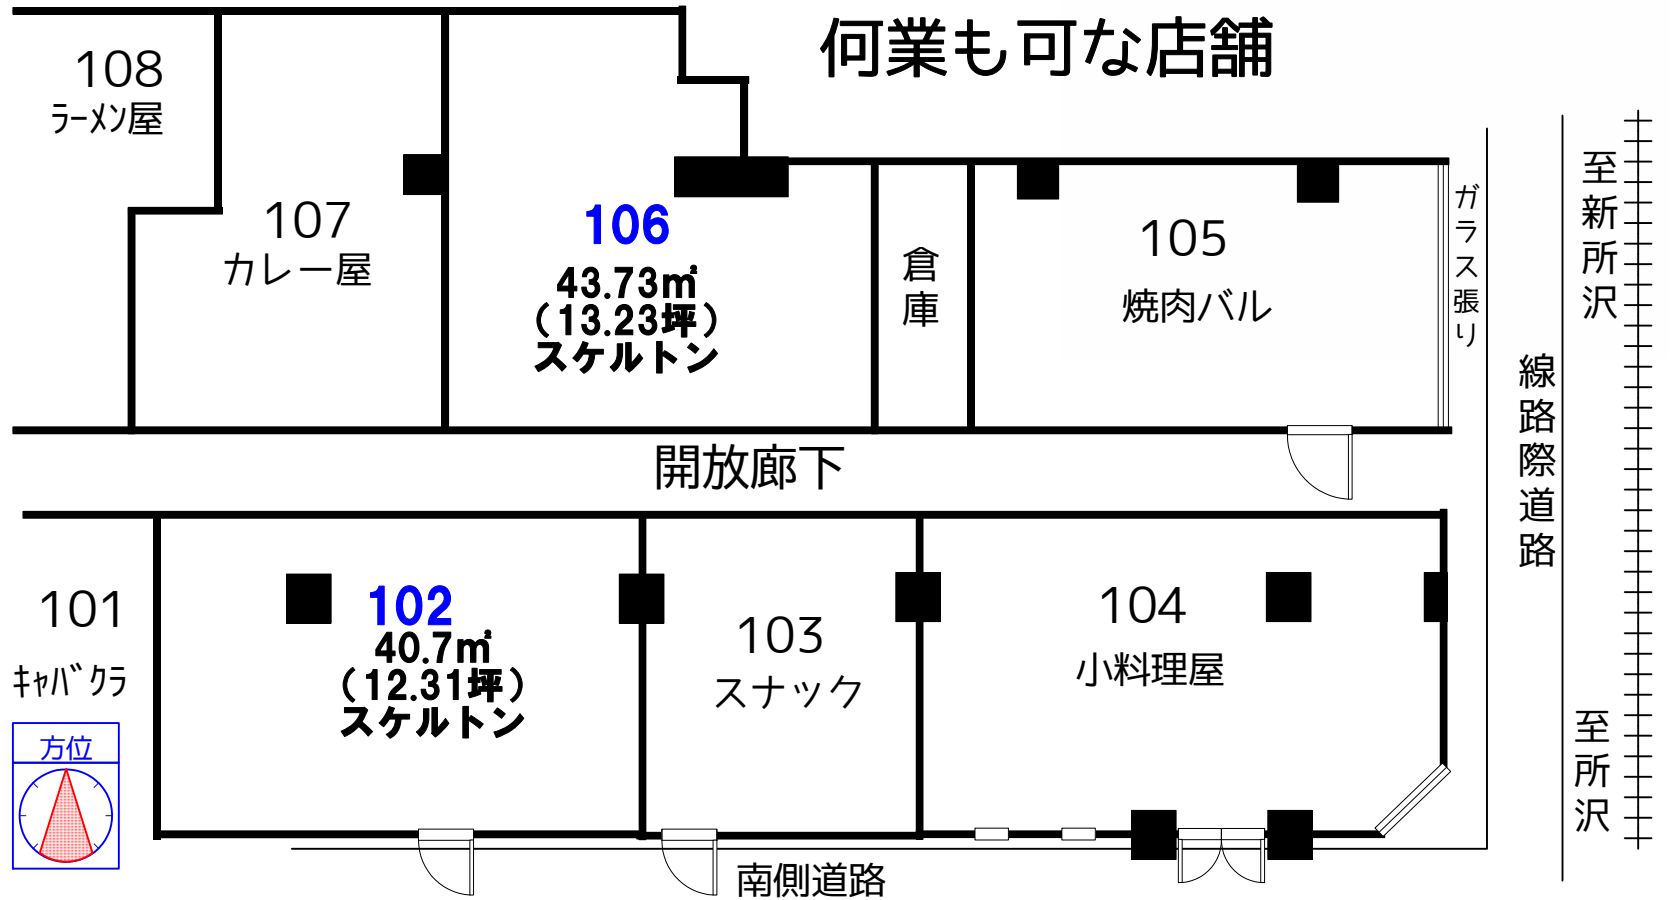 何業も可な店舗
108
ﾗｰﾒﾝ屋
107
カレー屋
106
43.73㎡
（13.23坪）
スケルトン
倉庫
105
焼肉バル
ガラス張り
至新所沢
線路際道路
開放廊下
101
ｷｬﾊﾞｸﾗ
102
40.7㎡
（12.31坪）
スケルトン
103
スナック
104
小料理屋
至所沢
方位
南側道路